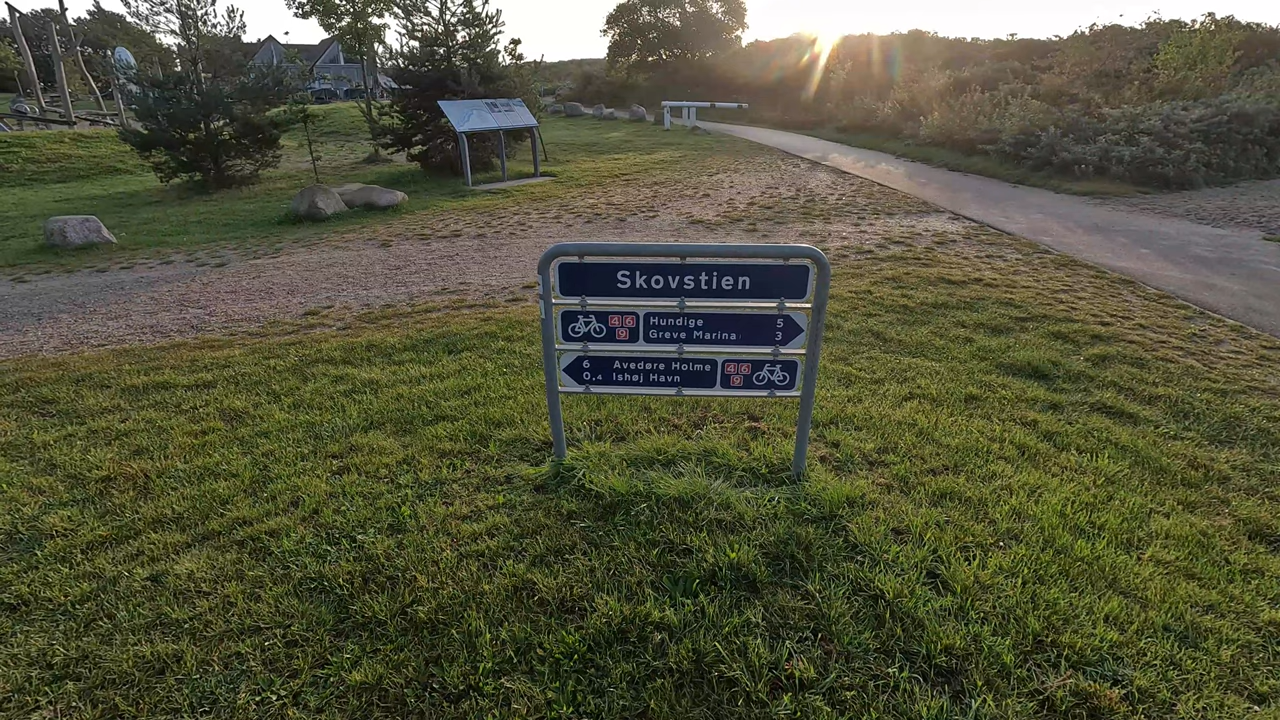 Skovstien
46 Hundige 5
9 Greve Marina 3
6 Avedøre Holme 46
0,4 Ishøj Havn 9